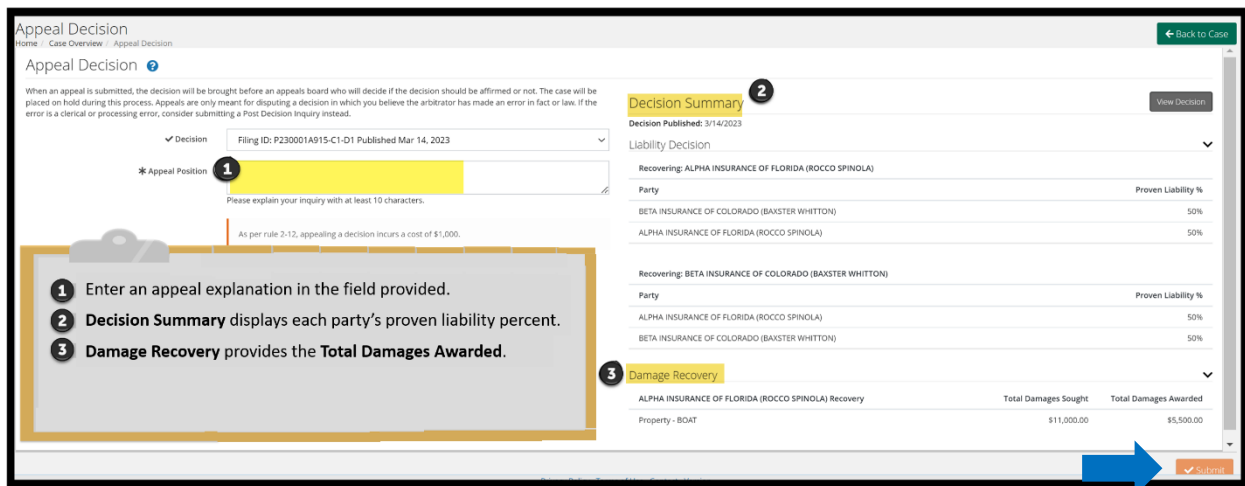 Appeal Decision
← Back to Case
Home / Case Overview / Appeal Decision
Appeal Decision ?
When an appeal is submitted, the decision will be brought before an appeals board who will decide if the decision should be affirmed or not. The case will be
placed on hold during this process. Appeals are only meant for disputing a decision in which you believe the arbitrator has made an error in fact or law. If the
error is a clerical or processing error, consider submitting a Post Decision Inquiry instead.
✓ Decision
Filing ID: P230001A915-C1-D1 Published Mar 14, 2023
✱ Appeal Position
1
Please explain your inquiry with at least 10 characters.
As per rule 2-12, appealing a decision incurs a cost of $1,000.
1 Enter an appeal explanation in the field provided.
2 Decision Summary displays each party's proven liability percent.
3 Damage Recovery provides the Total Damages Awarded.
Decision Summary 2
View Decision
Decision Published: 3/14/2023
Liability Decision
Recovering: ALPHA INSURANCE OF FLORIDA (ROCCO SPINOLA)
Party Proven Liability %
BETA INSURANCE OF COLORADO (BAXSTER WHITTON) 50%
ALPHA INSURANCE OF FLORIDA (ROCCO SPINOLA) 50%
Recovering: BETA INSURANCE OF COLORADO (BAXSTER WHITTON)
Party Proven Liability %
ALPHA INSURANCE OF FLORIDA (ROCCO SPINOLA) 50%
BETA INSURANCE OF COLORADO (BAXSTER WHITTON) 50%
3 Damage Recovery
ALPHA INSURANCE OF FLORIDA (ROCCO SPINOLA) Recovery Total Damages Sought Total Damages Awarded
Property - BOAT $11,000.00 $5,500.00
✓ Submit